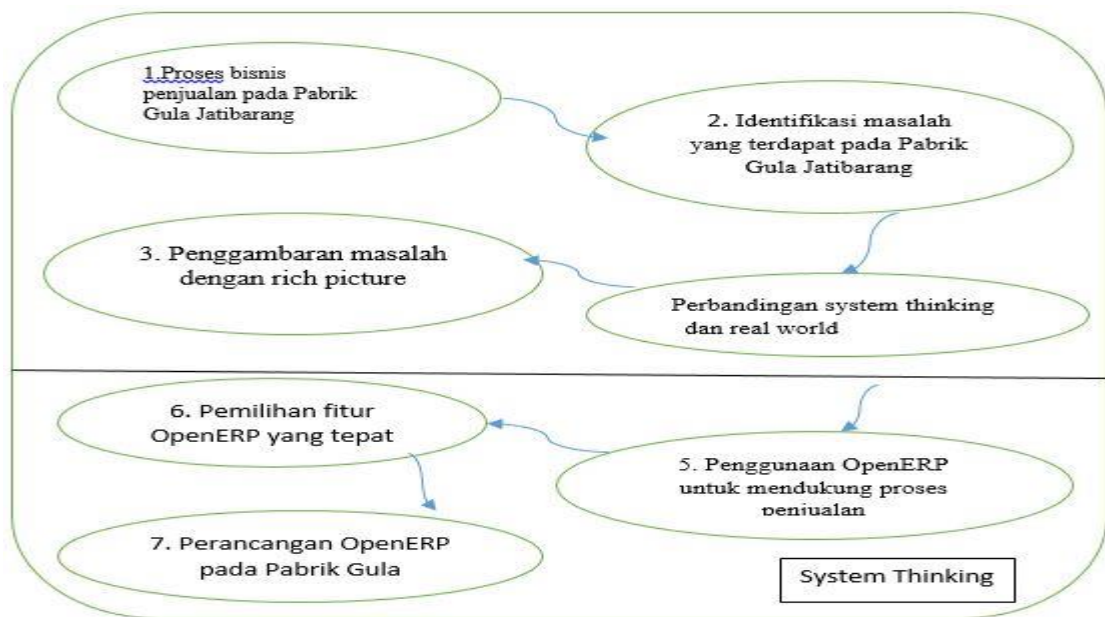 1.Proses bisnis
penjualan pada Pabrik
Gula Jatibarang
2. Identifikasi masalah
yang terdapat pada Pabrik
Gula Jatibarang
3. Penggambaran masalah
dengan rich picture
Perbandingan system thinking
dan real world
6. Pemilihan fitur
OpenERP yang tepat
5. Penggunaan OpenERP
untuk mendukung proses
penjualan
7. Perancangan OpenERP
pada Pabrik Gula
System Thinking